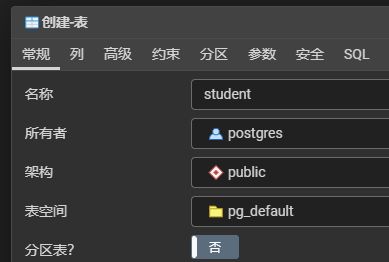 创建-表
常规 列 高级 约束 分区 参数 安全 SQL
名称 student
所有者 postgres
架构 public
表空间 pg_default
分区表? 否